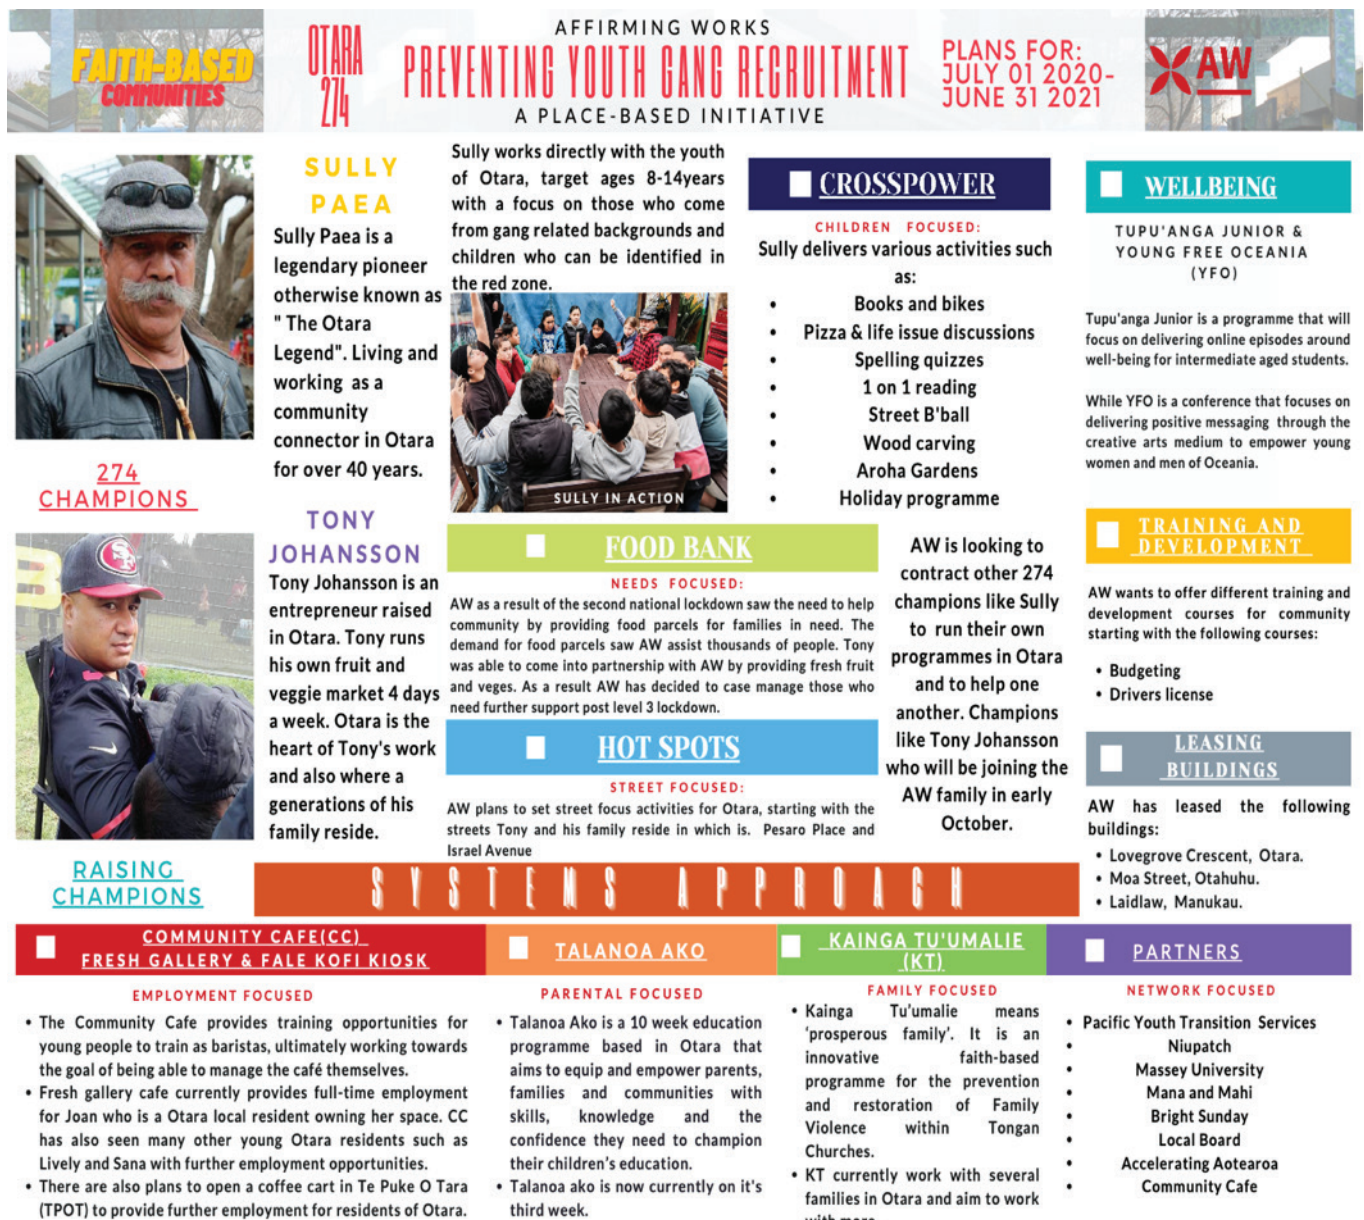 FAITH-BASED
COMMUNITIES
OTARA
274
AFFIRMING WORKS
PREVENTING YOUTH GANG RECRUITMENT
A PLACE-BASED INITIATIVE
PLANS FOR:
JULY 01 2020-
JUNE 31 2021
AW
274
CHAMPIONS
SULLY
PAEA
Sully Paea is a
legendary pioneer
otherwise known as
" The Otara
Legend". Living and
working as a
community
connector in Otara
for over 40 years.
TONY
JOHANSSON
Tony Johansson is an
entrepreneur raised
in Otara. Tony runs
his own fruit and
veggie market 4 days
a week. Otara is the
heart of Tony's work
and also where a
generations of his
family reside.
RAISING
CHAMPIONS
Sully works directly with the youth
of Otara, target ages 8-14years
with a focus on those who come
from gang related backgrounds and
children who can be identified in
the red zone.
SULLY IN ACTION
CROSSPOWER
CHILDREN FOCUSED:
Sully delivers various activities such
as:
• Books and bikes
• Pizza & life issue discussions
• Spelling quizzes
• 1 on 1 reading
• Street B'ball
• Wood carving
• Aroha Gardens
• Holiday programme
FOOD BANK
NEEDS FOCUSED:
AW as a result of the second national lockdown saw the need to help
community by providing food parcels for families in need. The
demand for food parcels saw AW assist thousands of people. Tony
was able to come into partnership with AW by providing fresh fruit
and veges. As a result AW has decided to case manage those who
need further support post level 3 lockdown.
HOT SPOTS
STREET FOCUSED:
AW plans to set street focus activities for Otara, starting with the
streets Tony and his family reside in which is. Pesaro Place and
Israel Avenue
AW is looking to
contract other 274
champions like Sully
to run their own
programmes in Otara
and to help one
another. Champions
like Tony Johansson
who will be joining the
AW family in early
October.
WELLBEING
TUPU'ANGA JUNIOR &
YOUNG FREE OCEANIA
(YFO)
Tupu'anga Junior is a programme that will
focus on delivering online episodes around
well-being for intermediate aged students.
While YFO is a conference that focuses on
delivering positive messaging through the
creative arts medium to empower young
women and men of Oceania.
TRAINING AND
DEVELOPMENT
AW wants to offer different training and
development courses for community
starting with the following courses:
• Budgeting
• Drivers license
LEASING
BUILDINGS
AW has leased the following
buildings:
• Lovegrove Crescent, Otara.
• Moa Street, Otahuhu.
• Laidlaw, Manukau.
SYSTEMS APPROACH
COMMUNITY CAFE(CC)
FRESH GALLERY & FALE KOFI KIOSK
EMPLOYMENT FOCUSED
• The Community Cafe provides training opportunities for
young people to train as baristas, ultimately working towards
the goal of being able to manage the café themselves.
• Fresh gallery cafe currently provides full-time employment
for Joan who is a Otara local resident owning her space. CC
has also seen many other young Otara residents such as
Lively and Sana with further employment opportunities.
• There are also plans to open a coffee cart in Te Puke O Tara
(TPOT) to provide further employment for residents of Otara.
TALANOA AKO
PARENTAL FOCUSED
• Talanoa Ako is a 10 week education
programme based in Otara that
aims to equip and empower parents,
families and communities with
skills, knowledge and the
confidence they need to champion
their children's education.
• Talanoa ako is now currently on it's
third week.
KAINGA TU'UMALIE
(KT)
FAMILY FOCUSED
• Kainga Tu'umalie means
'prosperous family'. It is an
innovative faith-based
programme for the prevention
and restoration of Family
Violence within Tongan
Churches.
• KT currently work with several
families in Otara and aim to work
with more
PARTNERS
NETWORK FOCUSED
• Pacific Youth Transition Services
• Niupatch
• Massey University
• Mana and Mahi
• Bright Sunday
• Local Board
• Accelerating Aotearoa
• Community Cafe